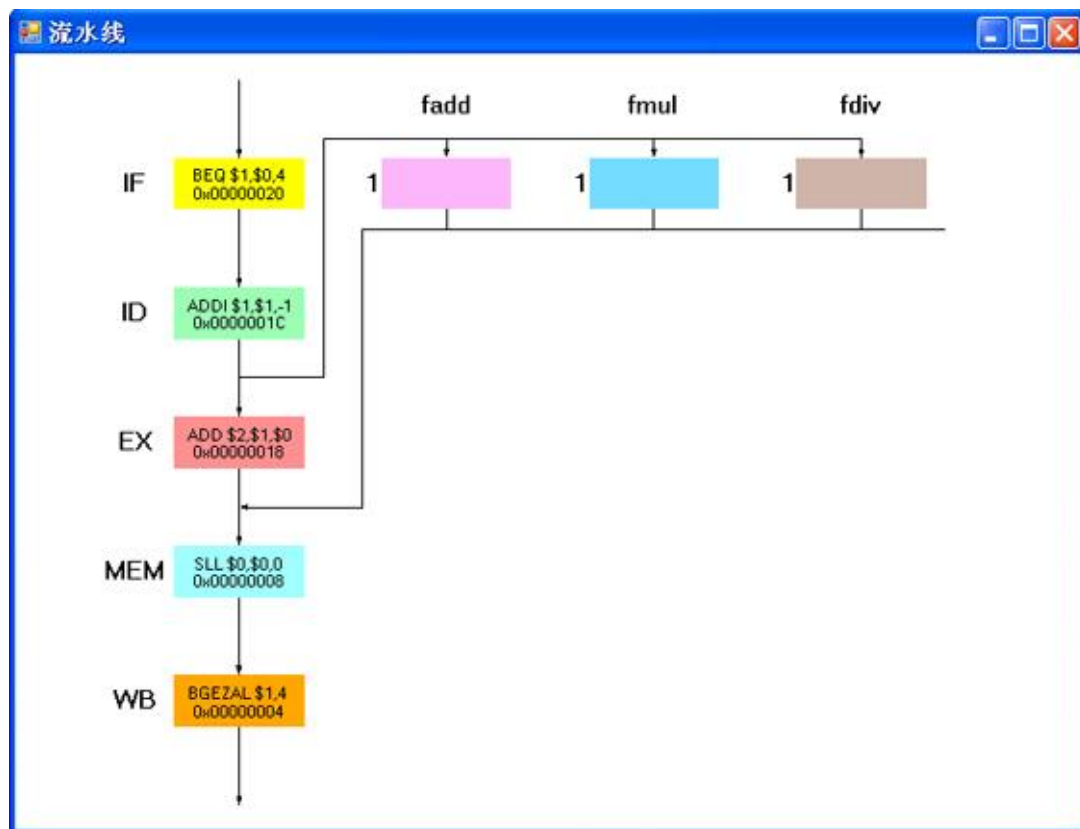 流水线
fadd fmul fdiv
IF
BEQ $1,$0,4
0x00000020
1 1 1
ID
ADDI $1,$1,-1
0x0000001C
EX
ADD $2,$1,$0
0x00000018
MEM
SLL $0,$0,0
0x00000008
WB
BGEZAL $1,4
0x00000004